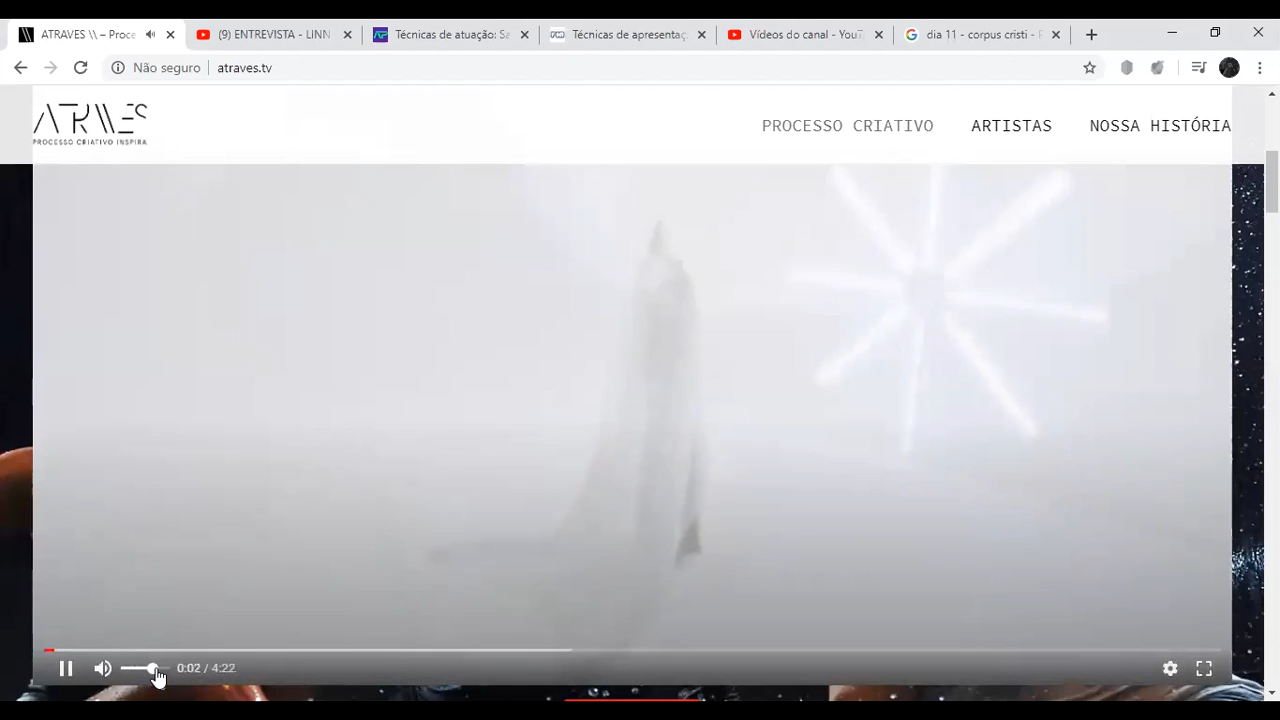 ATRAVES \\ – Proce
(9) ENTREVISTA - LINN
Técnicas de atuação: Sa
Técnicas de apresentaç
Vídeos do canal - YouT
dia 11 - corpus cristi -
Não seguro
atraves.tv
ATRAVES
PROCESSO CRIATIVO INSPIRA
PROCESSO CRIATIVO
ARTISTAS
NOSSA HISTÓRIA
0:02 / 4:22